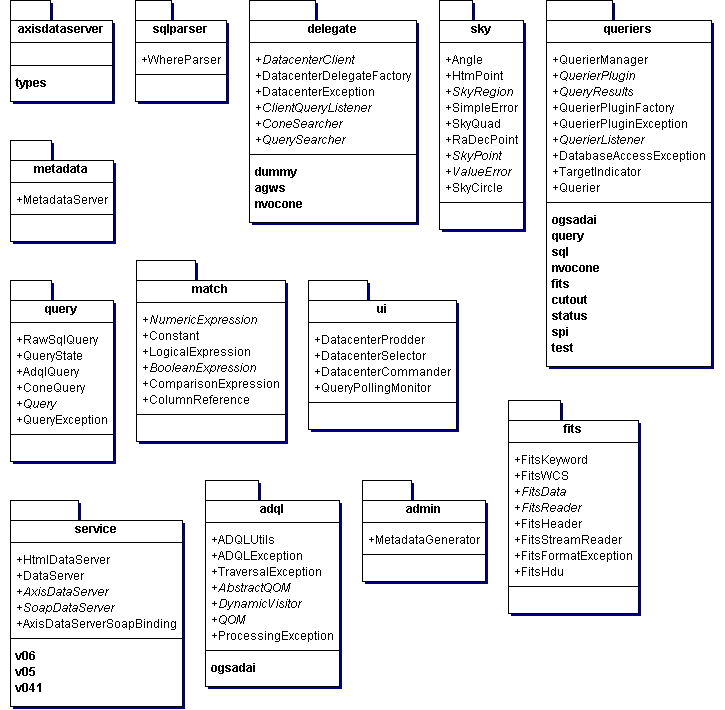 axisdataserver
types
sqlparser
+WhereParser
delegate
+DatacenterClient
+DatacenterDelegateFactory
+DatacenterException
+ClientQueryListener
+ConeSearcher
+QuerySearcher
dummy
agws
nvocone
sky
+Angle
+HtmPoint
+SkyRegion
+SimpleError
+SkyQuad
+RaDecPoint
+SkyPoint
+ValueError
+SkyCircle
queriers
+QuerierManager
+QuerierPlugin
+QueryResults
+QuerierPluginFactory
+QuerierPluginException
+QuerierListener
+DatabaseAccessException
+TargetIndicator
+Querier
ogsadai
query
sql
nvocone
fits
cutout
status
spi
test
metadata
+MetadataServer
query
+RawSqlQuery
+QueryState
+AdqlQuery
+ConeQuery
+Query
+QueryException
match
+NumericExpression
+Constant
+LogicalExpression
+BooleanExpression
+ComparisonExpression
+ColumnReference
ui
+DatacenterProdder
+DatacenterSelector
+DatacenterCommander
+QueryPollingMonitor
fits
+FitsKeyword
+FitsWCS
+FitsData
+FitsReader
+FitsHeader
+FitsStreamReader
+FitsFormatException
+FitsHdu
service
+HtmlDataServer
+DataServer
+AxisDataServer
+SoapDataServer
+AxisDataServerSoapBinding
v06
v05
v041
adql
+ADQLUtils
+ADQLException
+TraversalException
+AbstractQOM
+DynamicVisitor
+QOM
+ProcessingException
ogsadai
admin
+MetadataGenerator